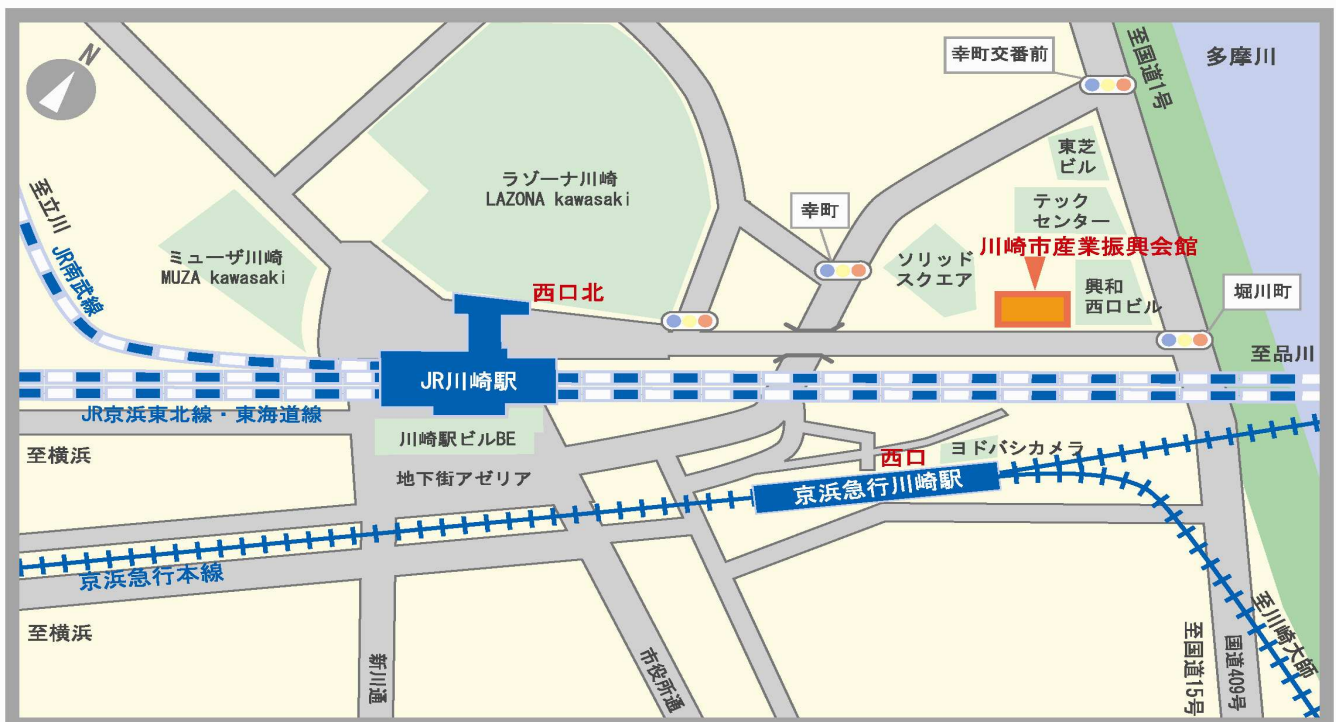 N
幸町交番前
至国道1号
多摩川
至立川
JR南武線
ラゾーナ川崎
LAZONA kawasaki
東芝
ビル
テック
センター
幸町
ミューザ川崎
MUZA kawasaki
ソリッド
スクエア
川崎市産業振興会館
興和
西口ビル
堀川町
西口北
至品川
JR川崎駅
JR京浜東北線・東海道線
川崎駅ビルBE
至横浜
地下街アゼリア
西口
ヨドバシカメラ
京浜急行川崎駅
京浜急行本線
至横浜
新川通
市役所通
至国道15号
国道409号
至川崎大師